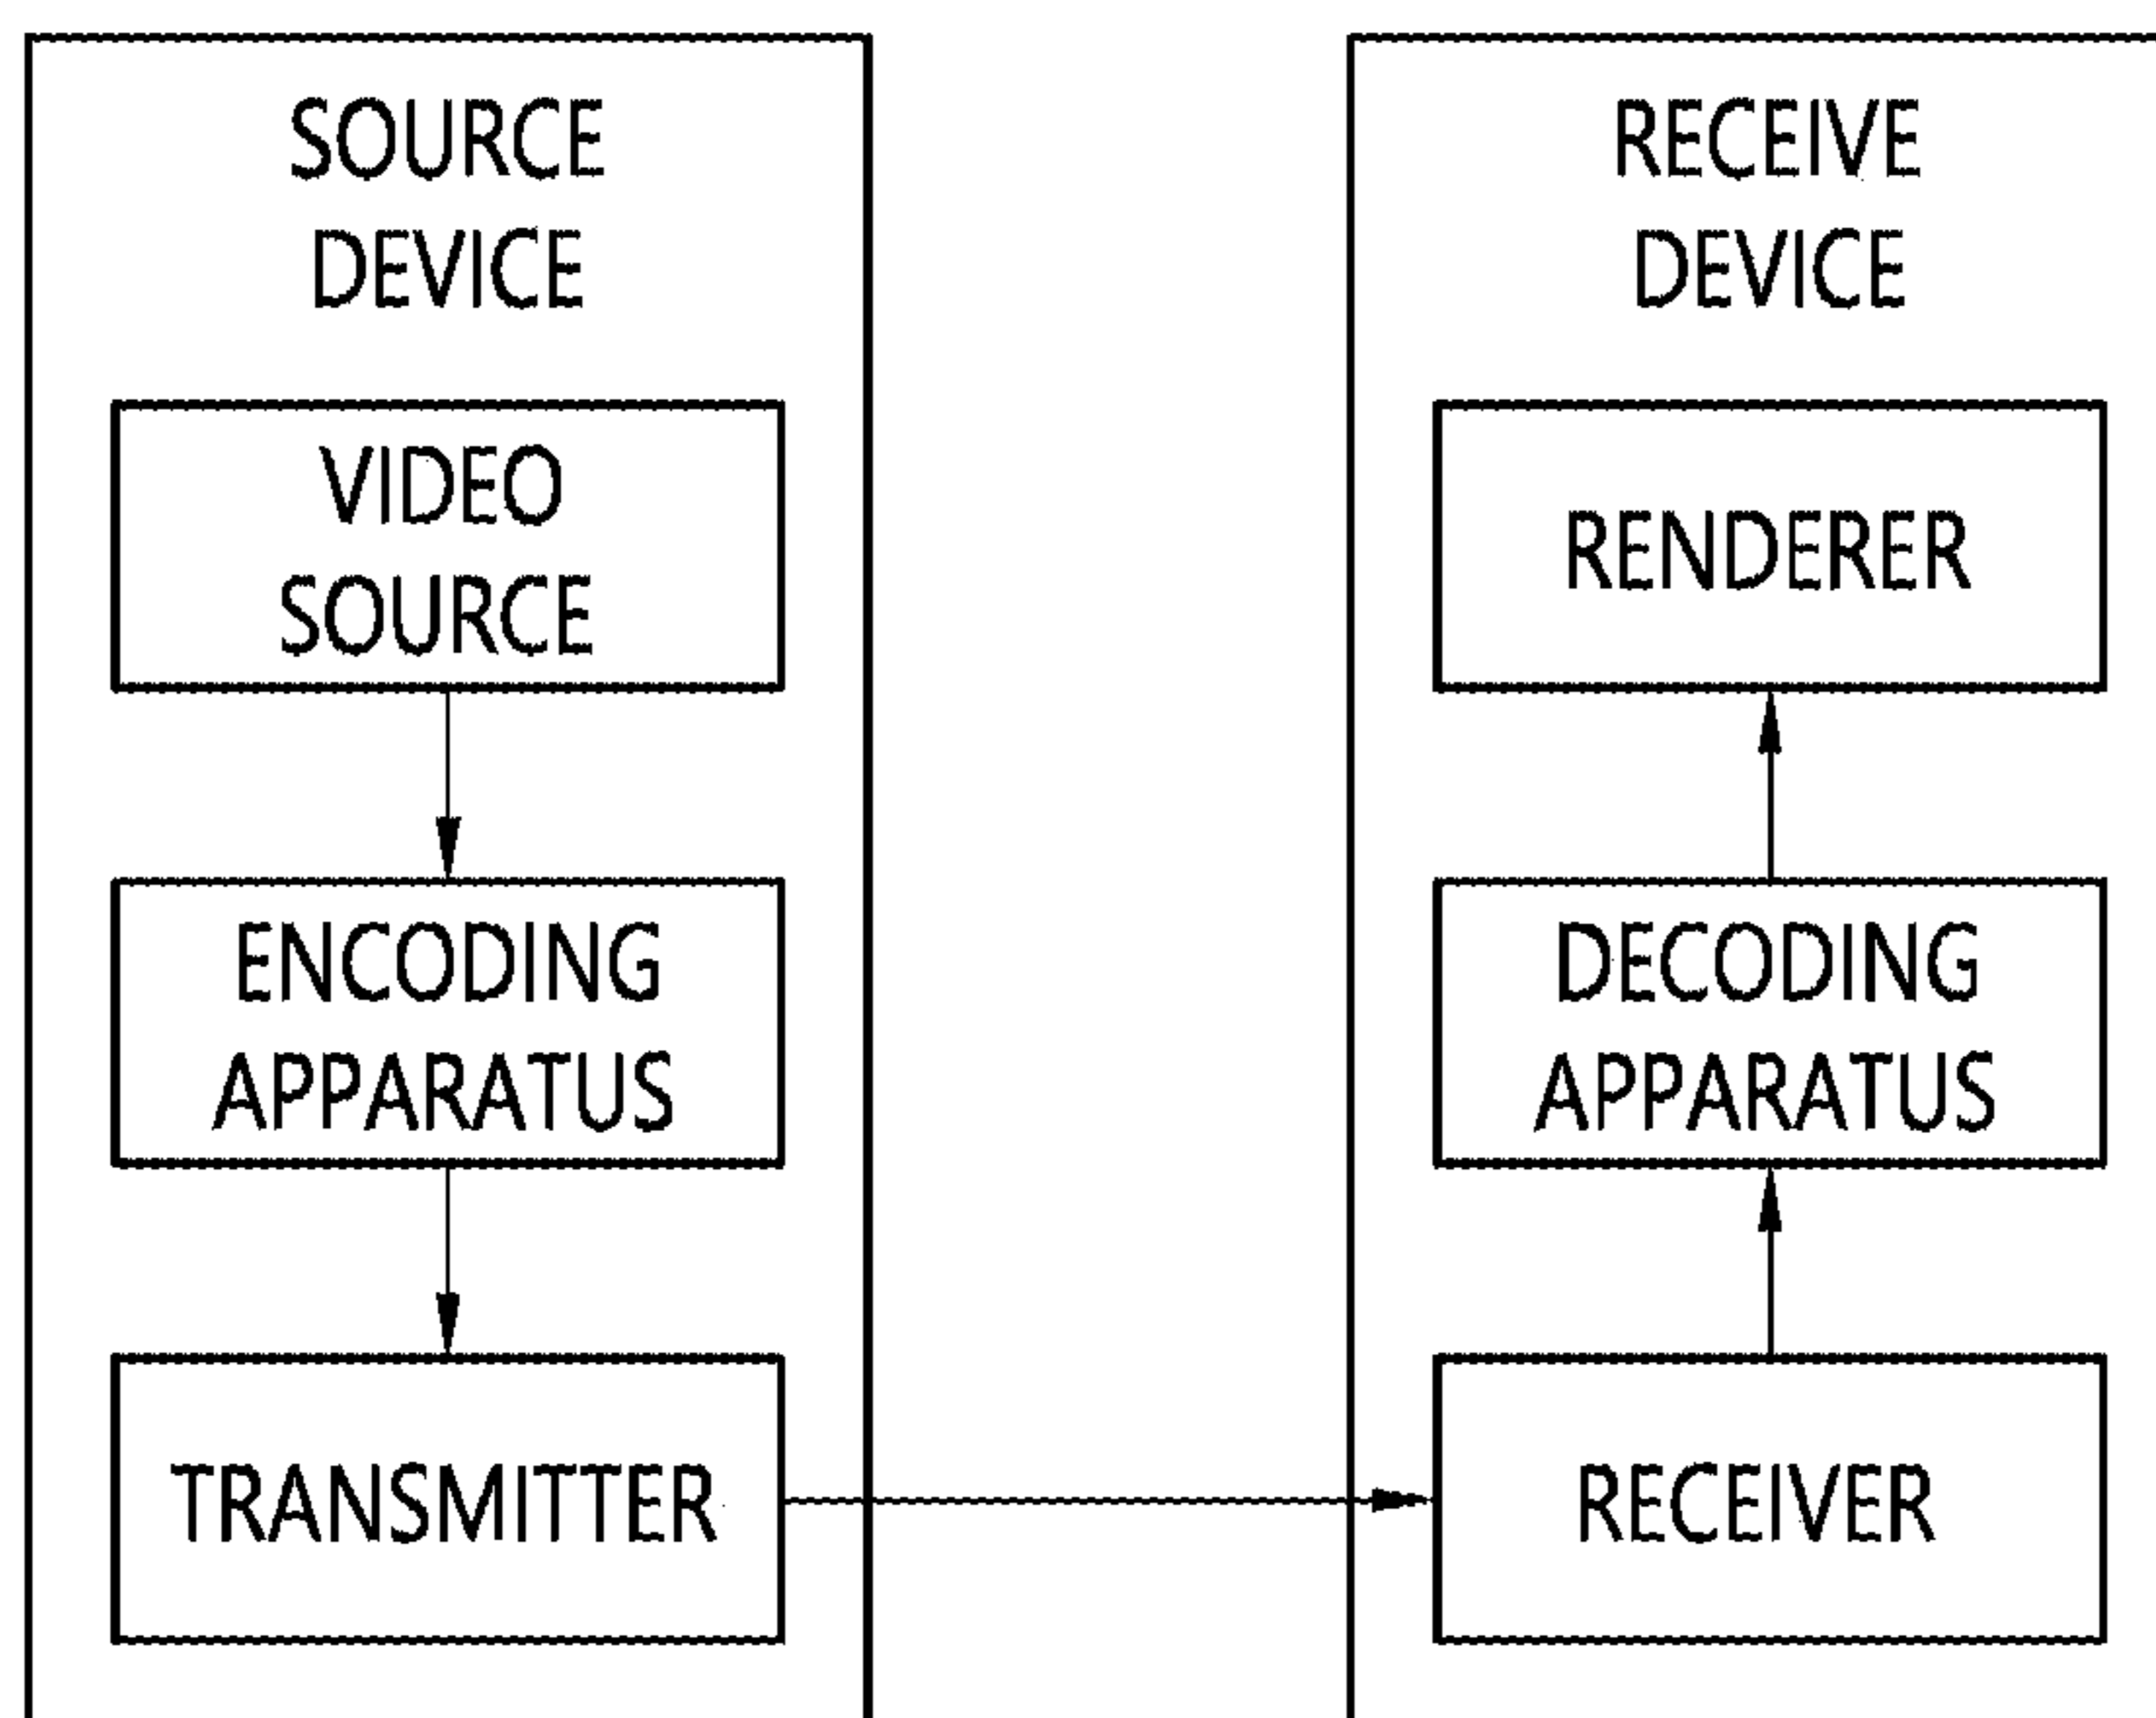 SOURCE
DEVICE
VIDEO
SOURCE
ENCODING
APPARATUS
TRANSMITTER
RECEIVE
DEVICE
RENDERER
DECODING
APPARATUS
RECEIVER